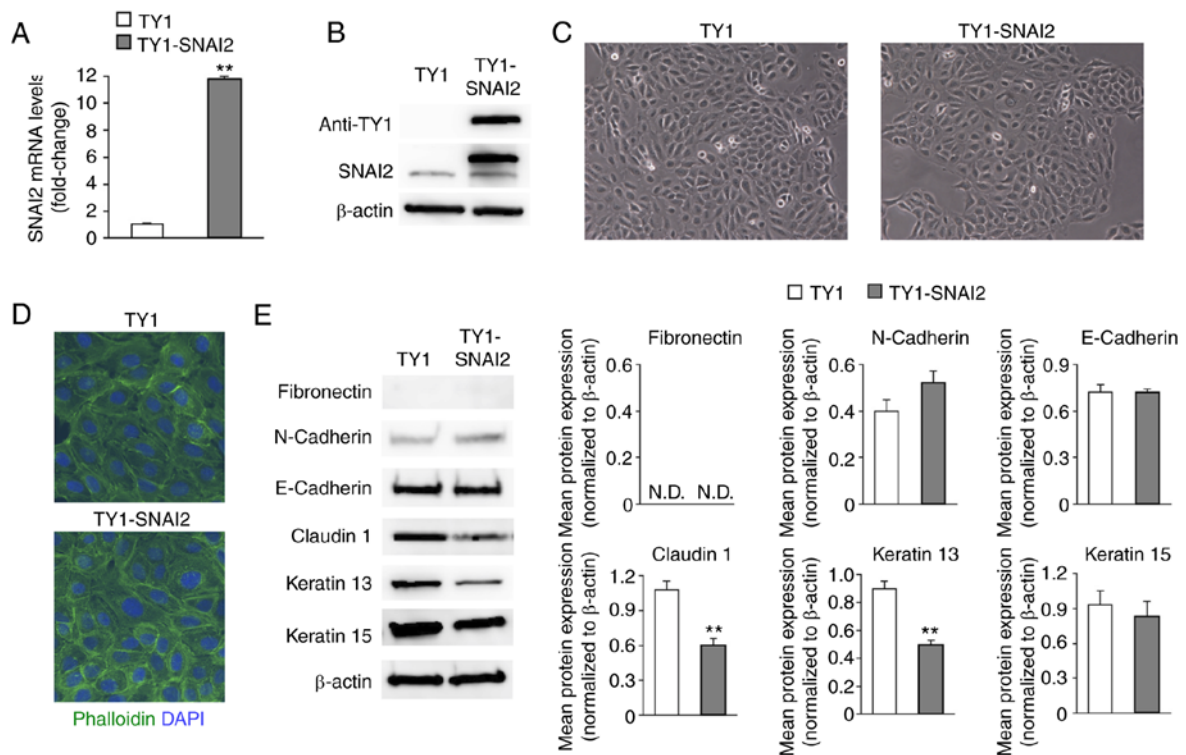 A
TY1
TY1-SNAI2
SNAI2 mRNA levels
(fold-change)
12
10
8
6
4
2
0
**
B
TY1
TY1-
SNAI2
Anti-TY1
SNAI2
β-actin
C
TY1
TY1-SNAI2
D
TY1
TY1-SNAI2
Phalloidin DAPI
E
TY1
TY1-
SNAI2
Fibronectin
N-Cadherin
E-Cadherin
Claudin 1
Keratin 13
Keratin 15
β-actin
TY1
TY1-SNAI2
Fibronectin
Mean protein expression
(normalized to β-actin)
0.6
0.4
0.2
0
N.D. N.D.
N-Cadherin
Mean protein expression
(normalized to β-actin)
0.6
0.4
0.2
0
E-Cadherin
Mean protein expression
(normalized to β-actin)
0.9
0.6
0.3
0
Claudin 1
Mean protein expression
(normalized to β-actin)
1.2
0.9
0.6
0.3
0
**
Keratin 13
Mean protein expression
(normalized to β-actin)
1.0
0.8
0.6
0.4
0.2
0
**
Keratin 15
Mean protein expression
(normalized to β-actin)
1.2
0.9
0.6
0.3
0